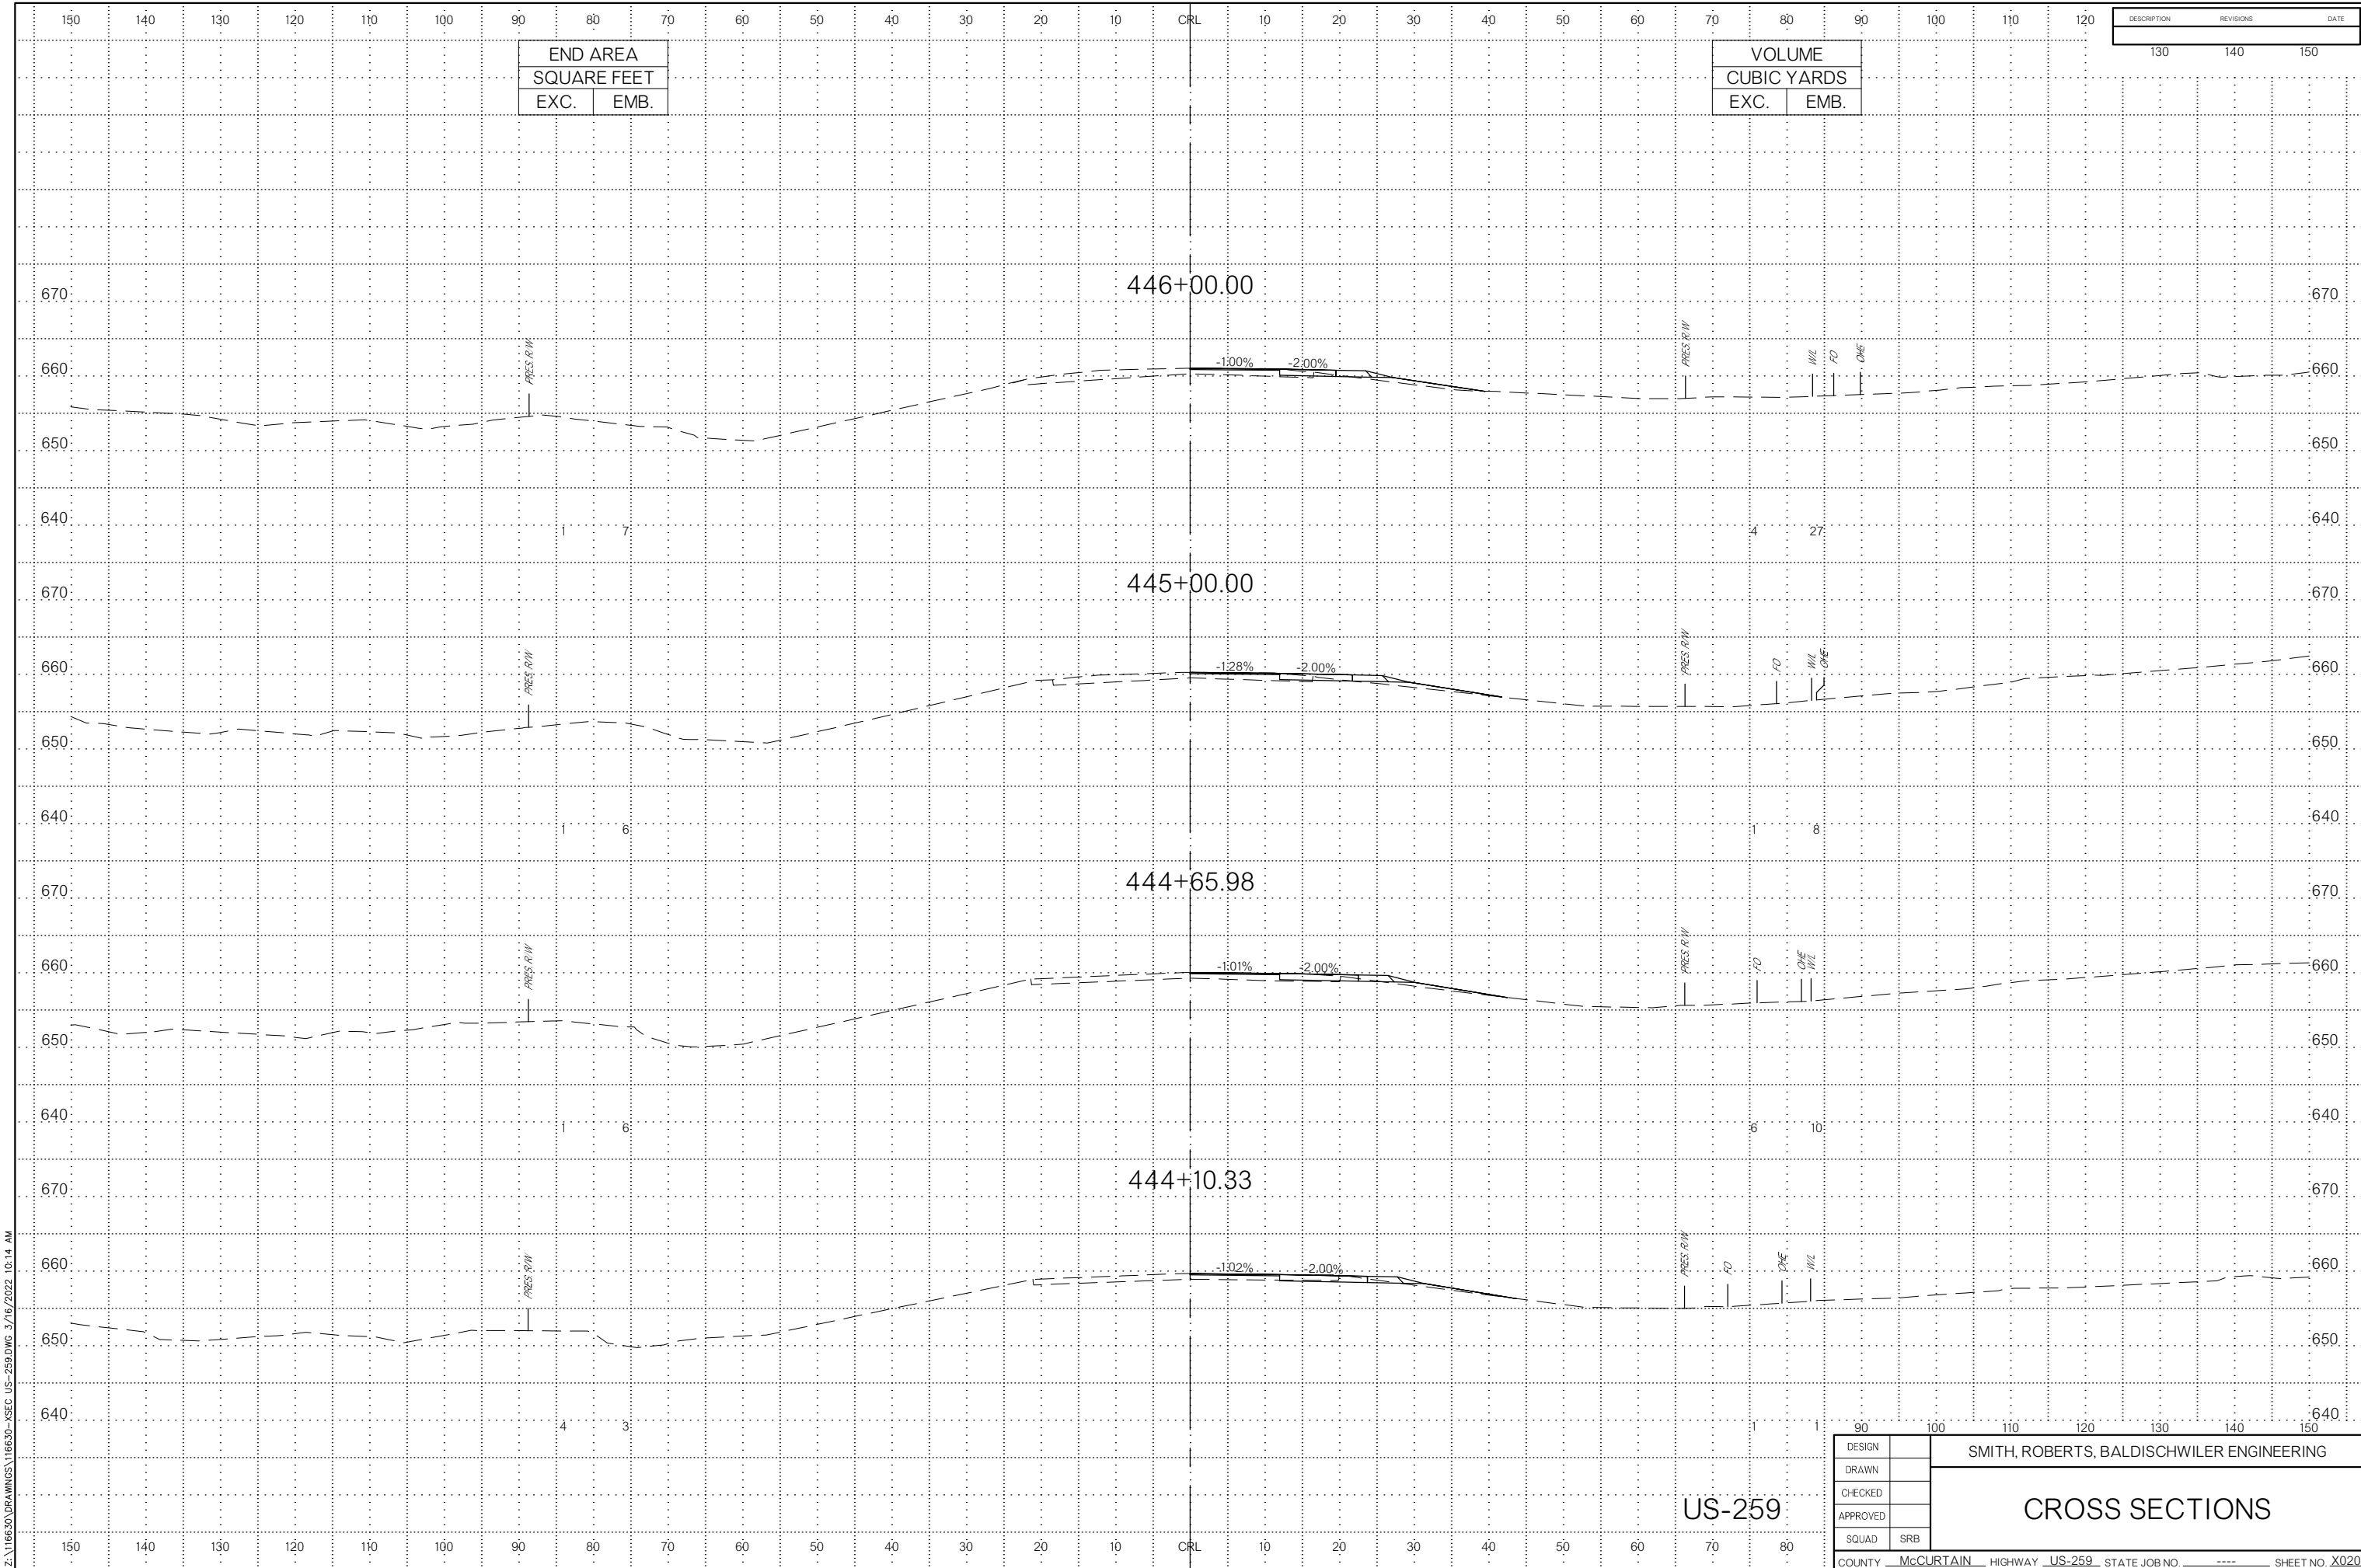 150 140 130 120 110 100 90 80 70 60 50 40 30 20 10 CRL 10 20 30 40 50 60 70 80 90 100 110 120
DESCRIPTION REVISIONS DATE
130 140 150
END AREA
SQUARE FEET
EXC. EMB.
VOLUME
CUBIC YARDS
EXC. EMB.
446+00.00
670 670
PRES. R/W PRES. R/W W/L FO OHE
660 -1.00% -2.00% 660
650 650
640 640
1 7 4 27
445+00.00
670 670
PRES. R/W PRES. R/W FO W/L OHE
660 -1.28% -2.00% 660
650 650
640 640
1 6 1 8
444+65.98
670 670
PRES. R/W PRES. R/W FO OHE W/L
660 -1.01% -2.00% 660
650 650
640 640
1 6 6 10
444+10.33
670 670
PRES. R/W PRES. R/W FO OHE W/L
660 -1.02% -2.00% 660
650 650
640 640
4 3 1 1
90 100 110 120 130 140 150
US-259
150 140 130 120 110 100 90 80 70 60 50 40 30 20 10 CRL 10 20 30 40 50 60 70 80
DESIGN
DRAWN
CHECKED
APPROVED
SQUAD SRB
SMITH, ROBERTS, BALDISCHWILER ENGINEERING
CROSS SECTIONS
COUNTY McCURTAIN HIGHWAY US-259 STATE JOB NO. ---- SHEET NO. X020
Z:\116630\DRAWINGS\116630-XSEC US-259.DWG 3/16/2022 10:14 AM